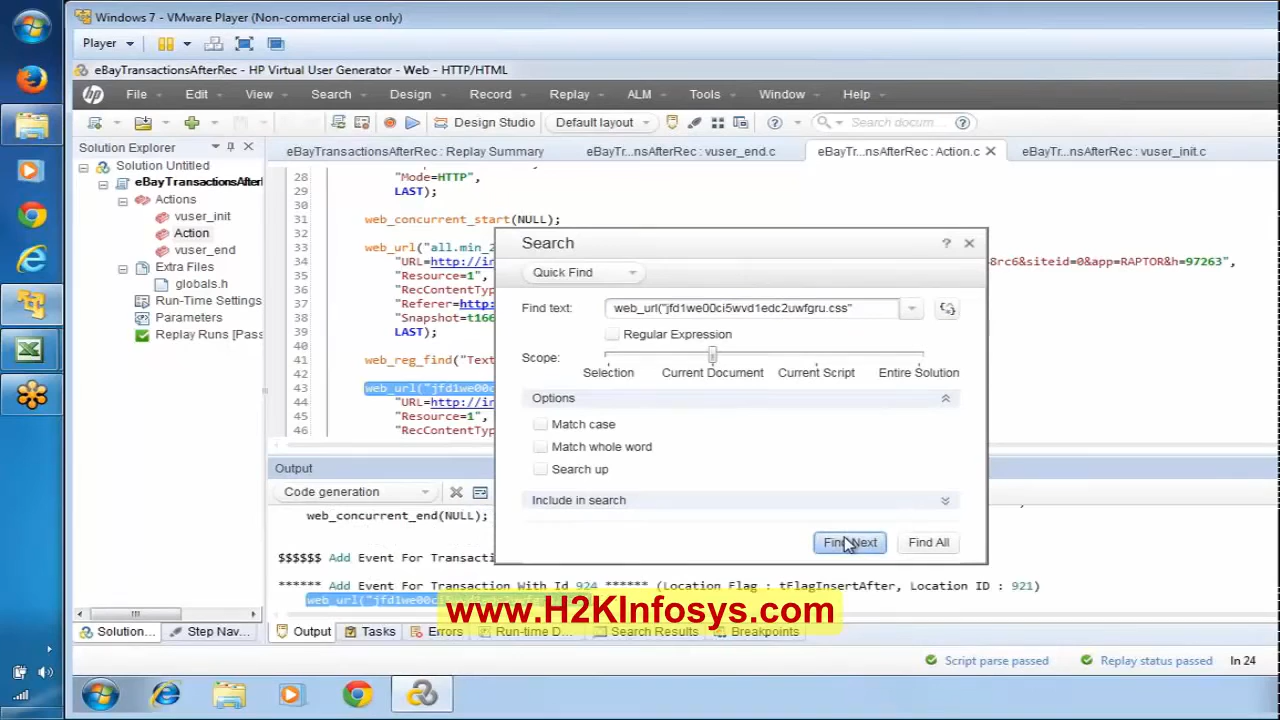 Windows 7 - VMware Player (Non-commercial use only)
Player
eBayTransactionsAfterRec - HP Virtual User Generator - Web - HTTP/HTML
hp File Edit View Search Design Record Replay ALM Tools Window Help
Design Studio Default layout Search docum
Solution Explorer
Solution Untitled
eBayTransactionsAfterl
Actions
vuser_init
Action
vuser_end
Extra Files
globals.h
Run-Time Settings
Parameters
Replay Runs [Pass
eBayTransactionsAfterRec : Replay Summary eBayTr...nsAfterRec : vuser_end.c eBayTr...nsAfterRec : Action.c eBayTr...nsAfterRec : vuser_init.c
28 "Mode=HTTP",
29 LAST);
30
31 web_concurrent_start(NULL);
32
33 web_url("all.min_2
34 "URL=http://in 8rc6&siteid=0&app=RAPTOR&h=97263",
35 "Resource=1",
36 "RecContentTyp
37 "Referer=http:
38 "Snapshot=t166
39 LAST);
40
41 web_reg_find("Text
42
43 web_url("jfd1we00c
44 "URL=http://in
45 "Resource=1",
46 "RecContentTyp
Search
Quick Find
Find text: web_url("jfd1we00ci5wvd1edc2uwfgru.css"
Regular Expression
Scope:
Selection Current Document Current Script Entire Solution
Options
Match case
Match whole word
Search up
Include in search
Find Next Find All
Output
Code generation
web_concurrent_end(NULL);
$$$$$$ Add Event For Transaction
****** Add Event For Transaction With Id 924 ****** (Location Flag : tFlagInsertAfter, Location ID : 921)
web_url("jfd1we00ci
www.H2KInfosys.com
Solution... Step Nav... Output Tasks Errors Run-time D... Search Results Breakpoints
Script parse passed Replay status passed ln 24